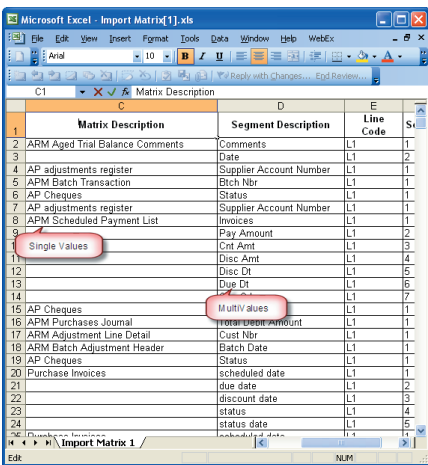 Microsoft Excel - Import Matrix[1].xls
File Edit View Insert Format Tools Data Window Help WebEx
Arial 10 B I U
Reply with Changes... End Review...
C1 fx Matrix Description
C D E
1 Matrix Description Segment Description Line Code
2 ARM Aged Trial Balance Comments Comments L1 1
3 Date L1 2
4 AP adjustments register Supplier Account Number L1 1
5 APM Batch Transaction Btch Nbr L1 1
6 AP Cheques Status L1 1
7 AP adjustments register Supplier Account Number L1 1
8 APM Scheduled Payment List Invoices L1 1
9 Pay Amount L1 2
Cnt Amt L1 3
Disc Amt L1 4
12 Disc Dt L1 5
13 Due Dt L1 6
14 L1 7
Single Values
MultiValues
15 AP Cheques L1 1
16 APM Purchases Journal Total Debit Amount L1 1
17 ARM Adjustment Line Detail Cust Nbr L1 1
18 ARM Batch Adjustment Header Batch Date L1 1
19 AP Cheques Status L1 1
20 Purchase Invoices scheduled date L1 1
21 due date L1 2
22 discount date L1 3
23 status L1 4
24 status date L1 5
25 Purchase Invoices scheduled date L1 1
Import Matrix 1
Edit NUM